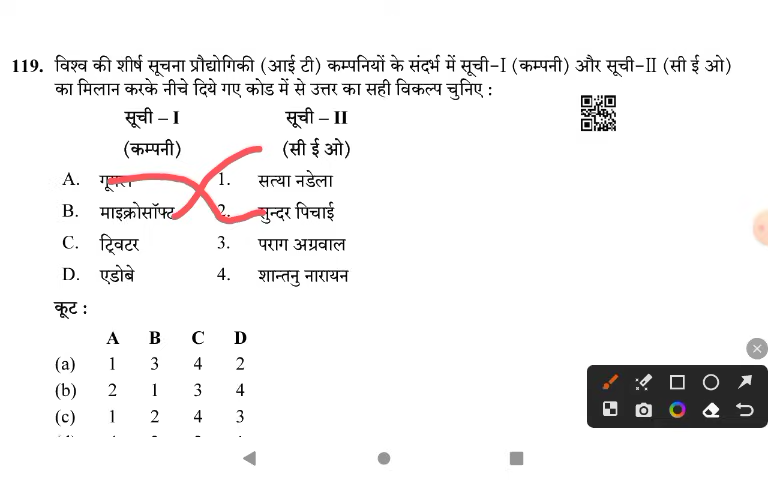 119. विश्व की शीर्ष सूचना प्रौद्योगिकी (आई टी) कम्पनियों के संदर्भ में सूची-I (कम्पनी) और सूची-II (सी ई ओ)
का मिलान करके नीचे दिये गए कोड में से उत्तर का सही विकल्प चुनिए :
सूची – I सूची – II
(कम्पनी) (सी ई ओ)
A. गूगल 1. सत्या नडेला
B. माइक्रोसॉफ्ट 2. सुन्दर पिचाई
C. ट्विटर 3. पराग अग्रवाल
D. एडोबे 4. शान्तनु नारायन
कूट :
A B C D
(a) 1 3 4 2
(b) 2 1 3 4
(c) 1 2 4 3